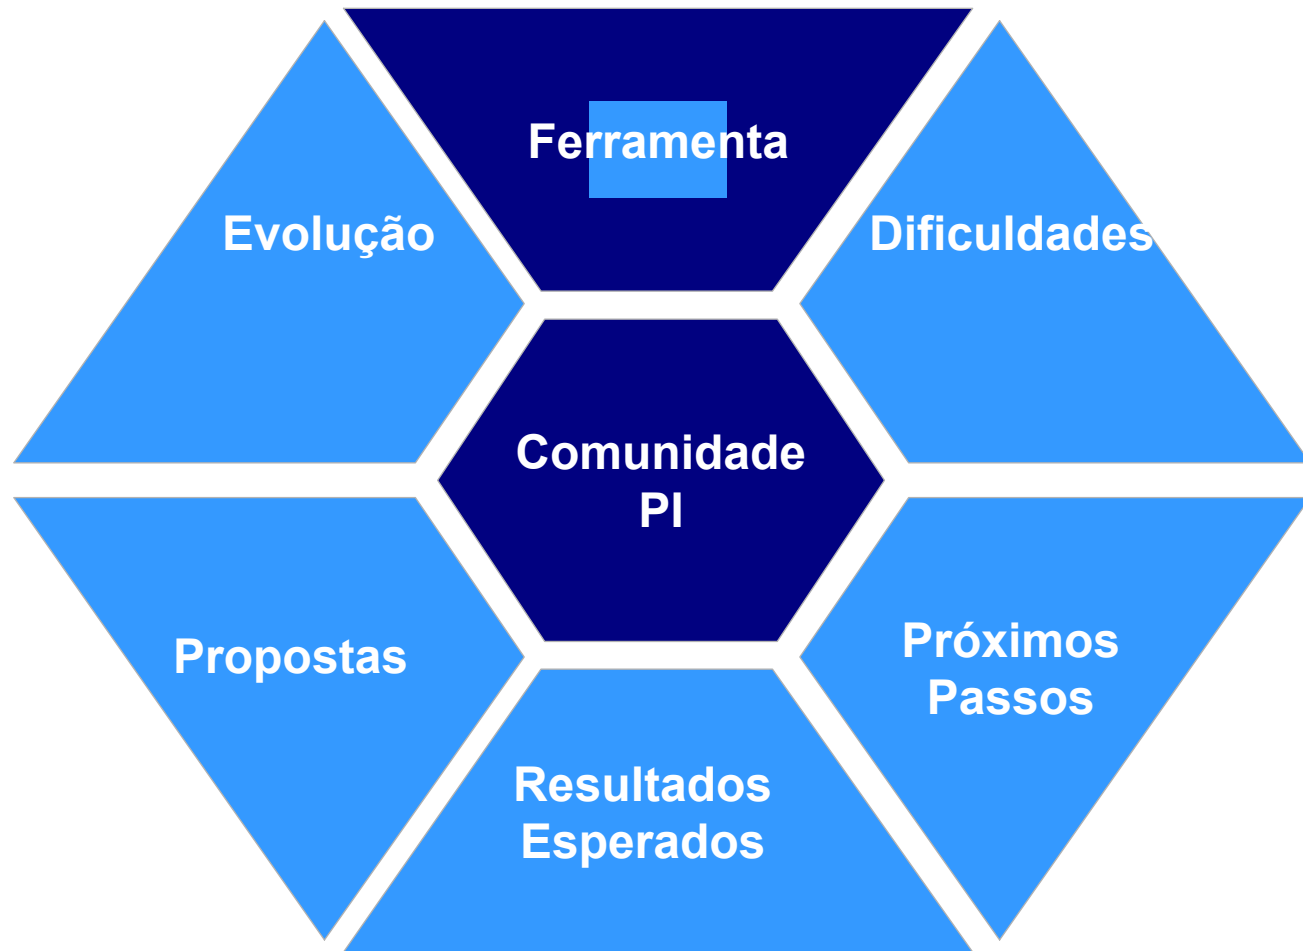 Ferramenta
Evolução
Dificuldades
Comunidade
PI
Propostas
Próximos
Passos
Resultados
Esperados